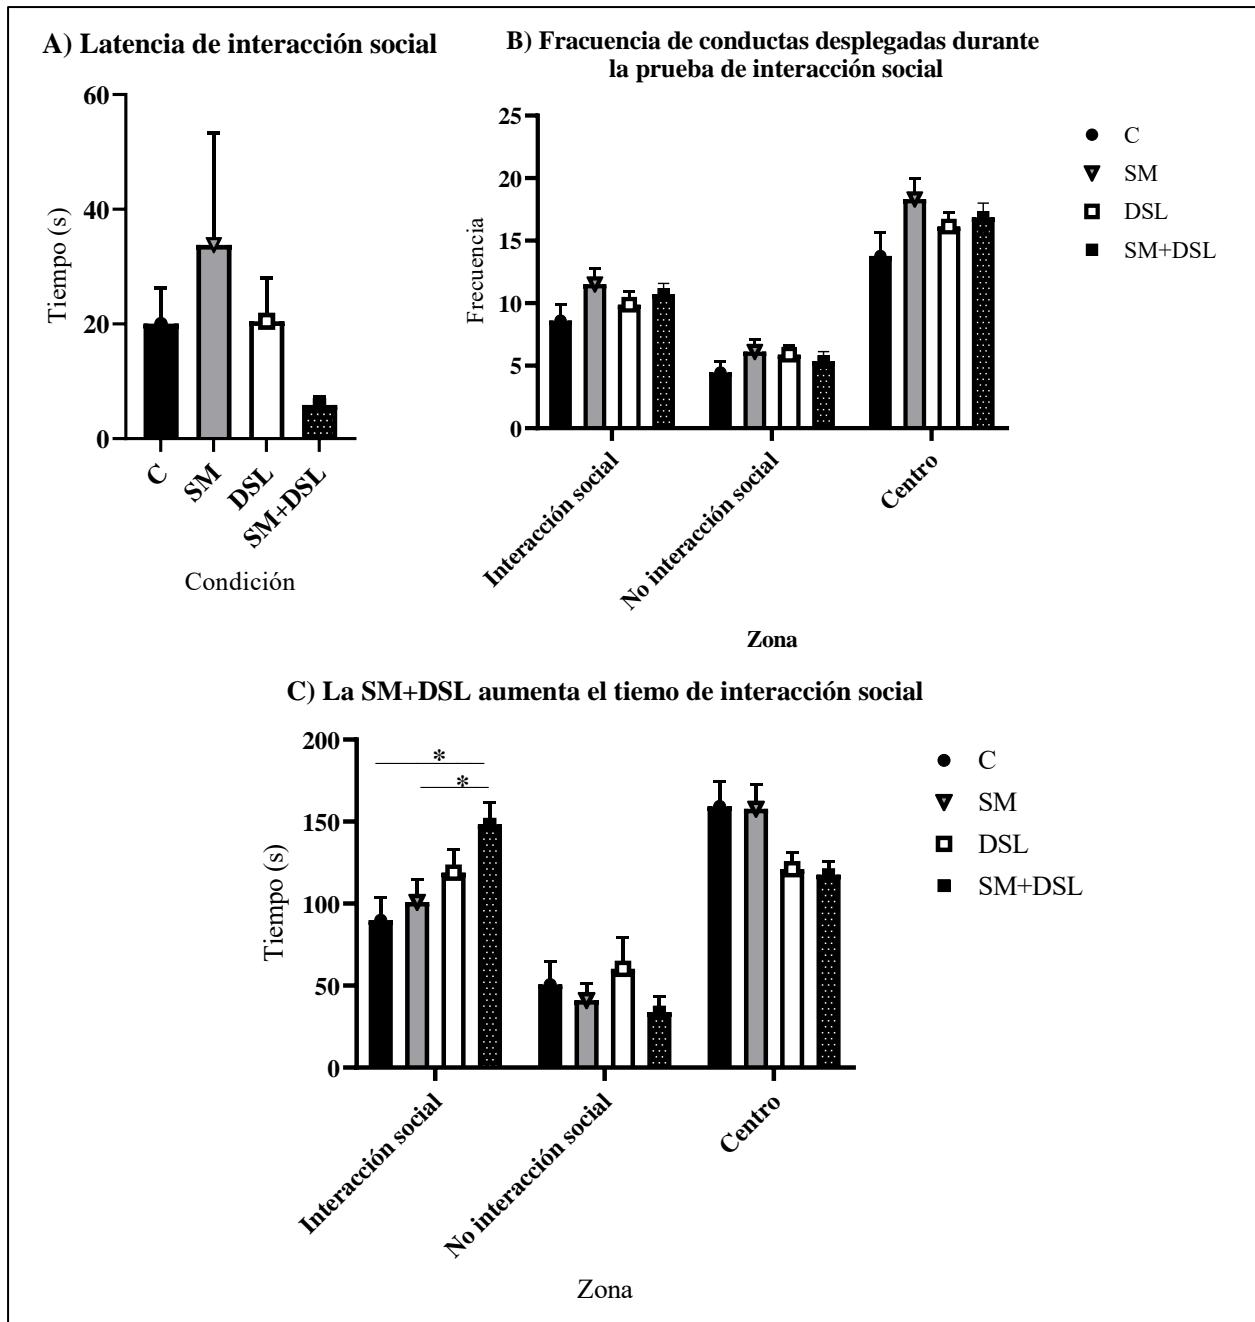 A) Latencia de interacción social
60
40
20
0
Tiempo (s)
C
SM
DSL
SM+DSL
Condición
B) Fracuencia de conductas desplegadas durante
la prueba de interacción social
25
20
15
10
5
0
Frecuencia
Interacción social
No interacción social
Centro
Zona
C
SM
DSL
SM+DSL
C) La SM+DSL aumenta el tiemo de interacción social
200
150
100
50
0
Tiempo (s)
*
*
Interacción social
No interacción social
Centro
Zona
C
SM
DSL
SM+DSL